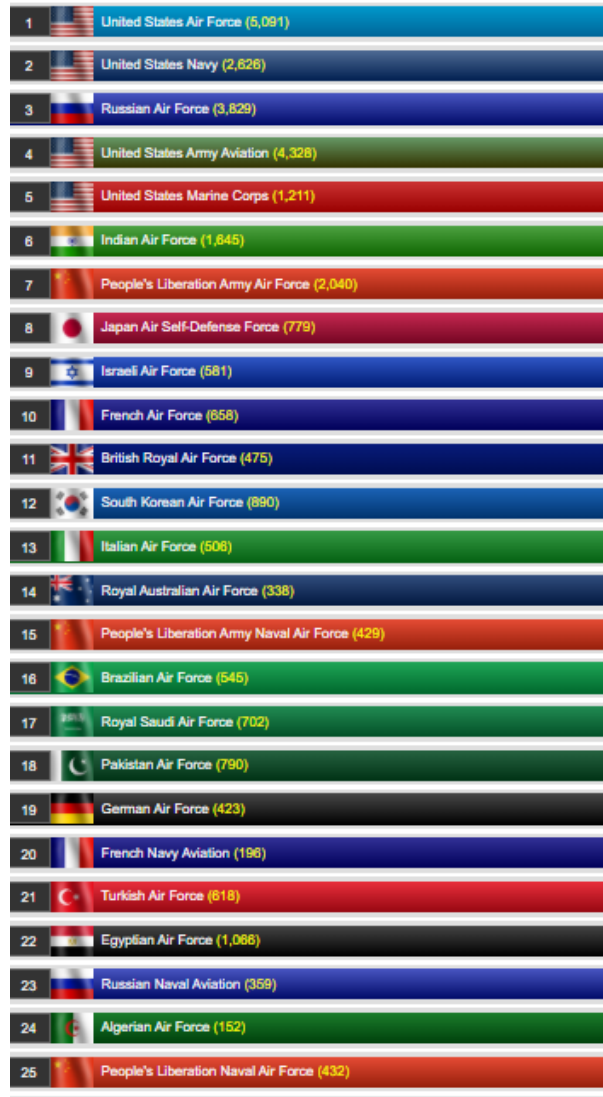 1 United States Air Force (5,091)
2 United States Navy (2,626)
3 Russian Air Force (3,829)
4 United States Army Aviation (4,328)
5 United States Marine Corps (1,211)
6 Indian Air Force (1,645)
7 People's Liberation Army Air Force (2,040)
8 Japan Air Self-Defense Force (779)
9 Israeli Air Force (581)
10 French Air Force (658)
11 British Royal Air Force (475)
12 South Korean Air Force (890)
13 Italian Air Force (506)
14 Royal Australian Air Force (338)
15 People's Liberation Army Naval Air Force (429)
16 Brazilian Air Force (545)
17 Royal Saudi Air Force (702)
18 Pakistan Air Force (790)
19 German Air Force (423)
20 French Navy Aviation (196)
21 Turkish Air Force (618)
22 Egyptian Air Force (1,066)
23 Russian Naval Aviation (359)
24 Algerian Air Force (152)
25 People's Liberation Naval Air Force (432)